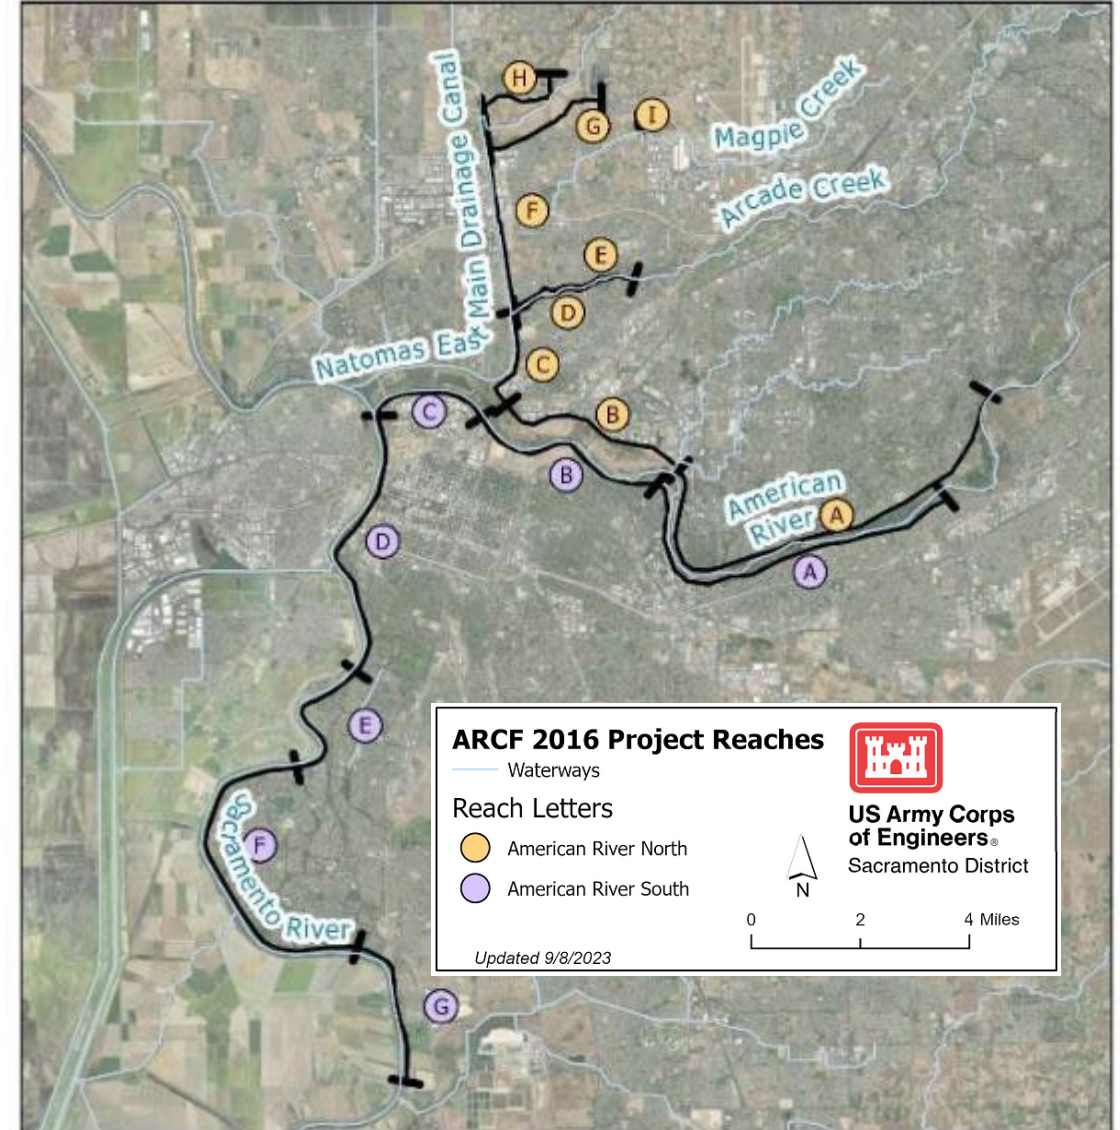 H
I
G
Magpie Creek
Arcade Creek
F
E
D
Natomas East Main Drainage Canal
C
C
B
B
American
River
A
A
D
E
F
Sacramento River
G
ARCF 2016 Project Reaches
Waterways
Reach Letters
American River North
American River South
Updated 9/8/2023
US Army Corps
of Engineers®
Sacramento District
N
0 2 4 Miles